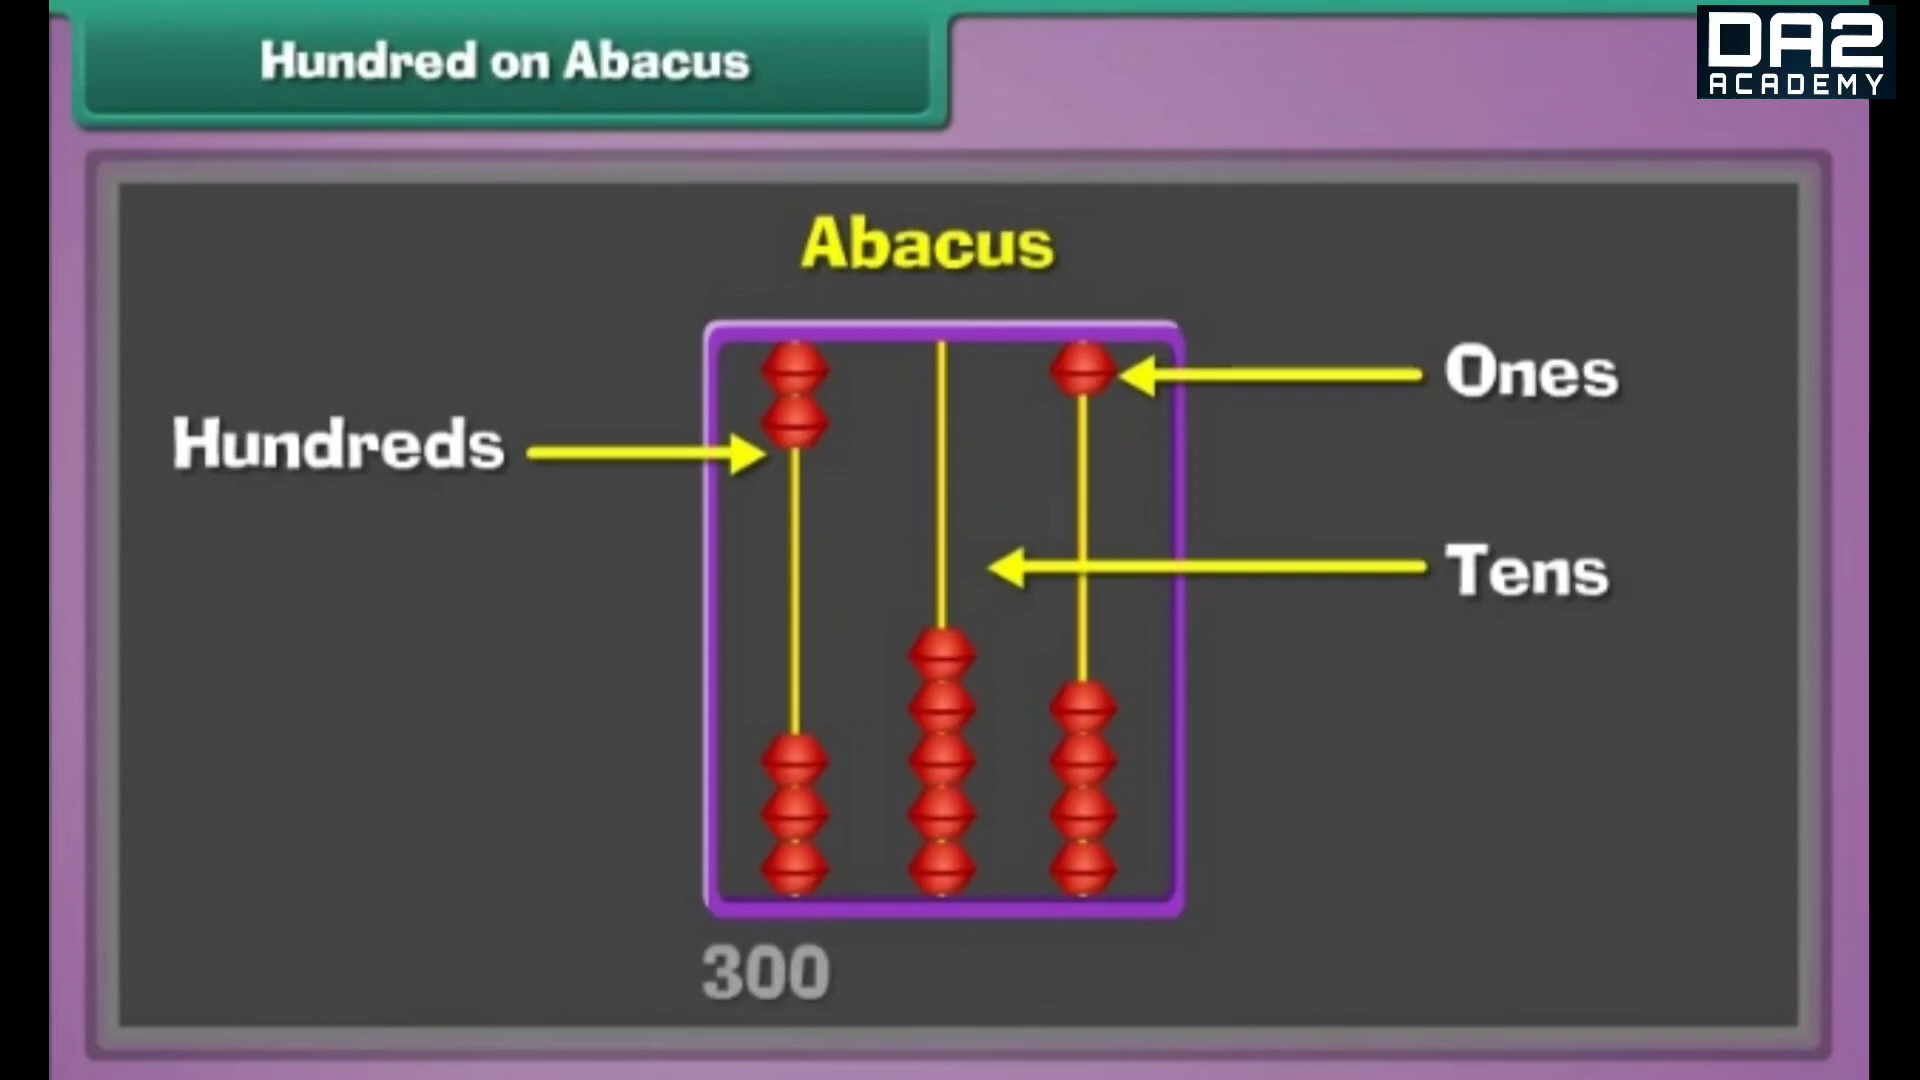 Hundred on Abacus
DA2
ACADEMY
Abacus
Ones
Hundreds
Tens
300